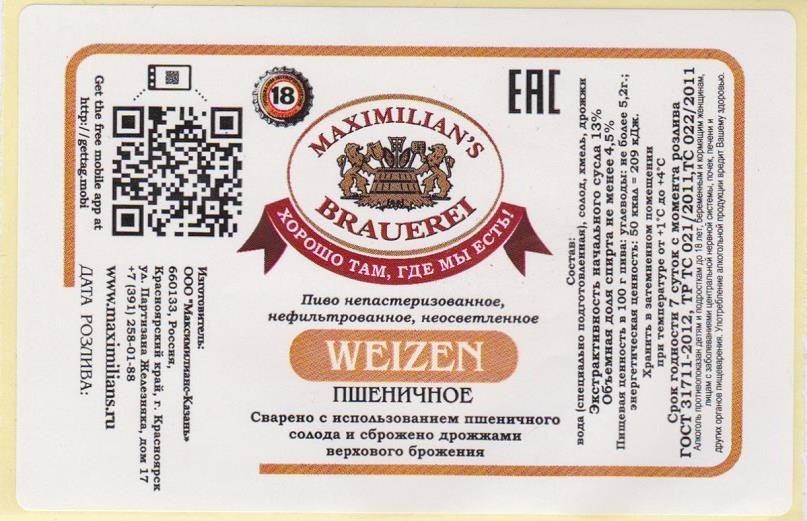 Get the free mobile app at
http://gettag.mobi
18
MAXIMILIAN'S
BRAUEREI
ХОРОШО ТАМ, ГДЕ МЫ ЕСТЬ!
EAC
Пиво непастеризованное,
нефильтрованное, неосветленное
WEIZEN
ПШЕНИЧНОЕ
Сварено с использованием пшеничного
солода и сброжено дрожжами
верхового брожения
Изготовитель:
ООО "Максимилианс-Казань»
660133, Россия,
Красноярский край, г. Красноярск
ул. Партизана Железняка, дом 17
+7 (391) 258-01-88
www.maximilians.ru
ДАТА РОЗЛИВА:
Состав:
вода (специально подготовленная), солод, хмель, дрожжи
Экстрактивность начального сусла 13%
Объемная доля спирта не менее 4,5%
Пищевая ценность в 100 г пива: углеводы: не более 5,2г.;
энергетическая ценность: 50 ккал = 209 кДж.
Хранить в затемненном помещении
при температуре от +1°С до +4°С
Срок годности 7 суток с момента розлива
ГОСТ 31711-2012, ТР ТС 021/2011,ТС 022/2011
Алкоголь противопоказан детям и подросткам до 18 лет, беременным и кормящим женщинам,
лицам с заболеваниями центральной нервной системы, почек, печени и
других органов пищеварения. Употребление алкогольной продукции вредит Вашему здоровью.